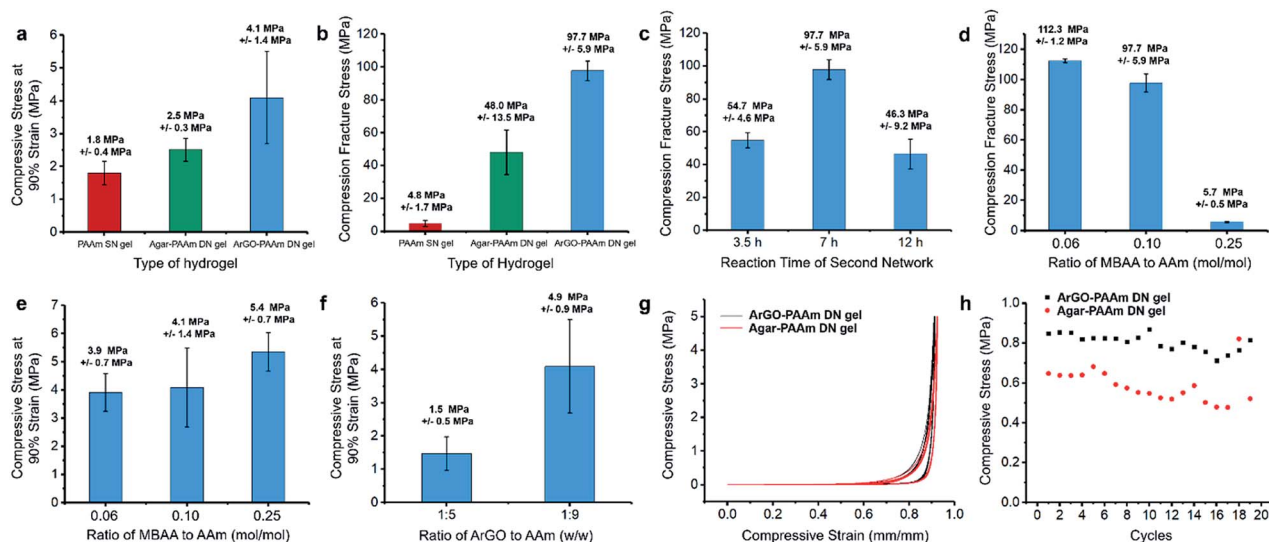 a
Compressive Stress at
90% Strain (MPa)
6
5
4
3
2
1
0
1.8 MPa
+/- 0.4 MPa
2.5 MPa
+/- 0.3 MPa
4.1 MPa
+/- 1.4 MPa
PAAm SN gel
Agar-PAAm DN gel
ArGO-PAAm DN gel
Type of hydrogel
b
Compression Fracture Stress (MPa)
120
100
80
60
40
20
0
4.8 MPa
+/- 1.7 MPa
48.0 MPa
+/- 13.5 MPa
97.7 MPa
+/- 5.9 MPa
PAAm SN gel
Agar-PAAm DN gel
ArGO-PAAm DN gel
Type of Hydrogel
c
Compression Fracture Stress (MPa)
120
100
80
60
40
20
0
54.7 MPa
+/- 4.6 MPa
97.7 MPa
+/- 5.9 MPa
46.3 MPa
+/- 9.2 MPa
3.5 h
7 h
12 h
Reaction Time of Second Network
d
Compression Fracture Stress (MPa)
120
100
80
60
40
20
0
112.3 MPa
+/- 1.2 MPa
97.7 MPa
+/- 5.9 MPa
5.7 MPa
+/- 0.5 MPa
0.06
0.10
0.25
Ratio of MBAA to AAm (mol/mol)
e
Compressive Stress at
90% Strain (MPa)
7
6
5
4
3
2
1
0
3.9 MPa
+/- 0.7 MPa
4.1 MPa
+/- 1.4 MPa
5.4 MPa
+/- 0.7 MPa
0.06
0.10
0.25
Ratio of MBAA to AAm (mol/mol)
f
Compressive Stress at
90% Strain (MPa)
6
5
4
3
2
1
0
1.5 MPa
+/- 0.5 MPa
4.9 MPa
+/- 0.9 MPa
1:5
1:9
Ratio of ArGO to AAm (w/w)
g
Compressive Stress (MPa)
5
4
3
2
1
0
ArGO-PAAm DN gel
Agar-PAAm DN gel
0.0 0.2 0.4 0.6 0.8 1.0
Compressive Strain (mm/mm)
h
Compressive Stress (MPa)
1.0
0.8
0.6
0.4
0.2
0.0
ArGO-PAAm DN gel
Agar-PAAm DN gel
0 2 4 6 8 10 12 14 16 18 20
Cycles